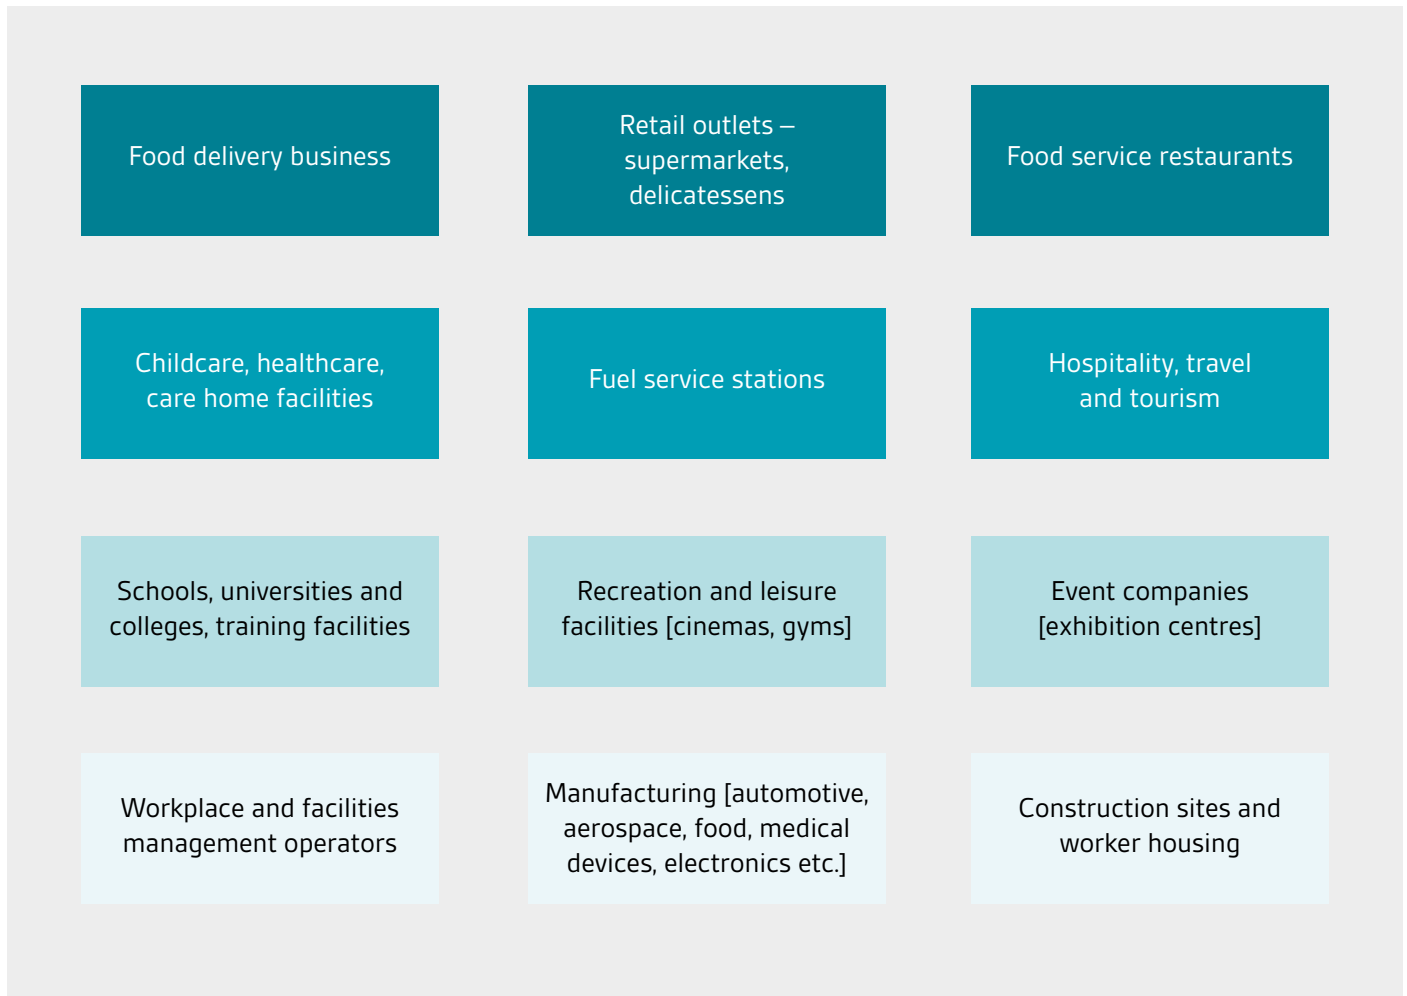 Food delivery business
Retail outlets –
supermarkets,
delicatessens
Food service restaurants
Childcare, healthcare,
care home facilities
Fuel service stations
Hospitality, travel
and tourism
Schools, universities and
colleges, training facilities
Recreation and leisure
facilities [cinemas, gyms]
Event companies
[exhibition centres]
Workplace and facilities
management operators
Manufacturing [automotive,
aerospace, food, medical
devices, electronics etc.]
Construction sites and
worker housing